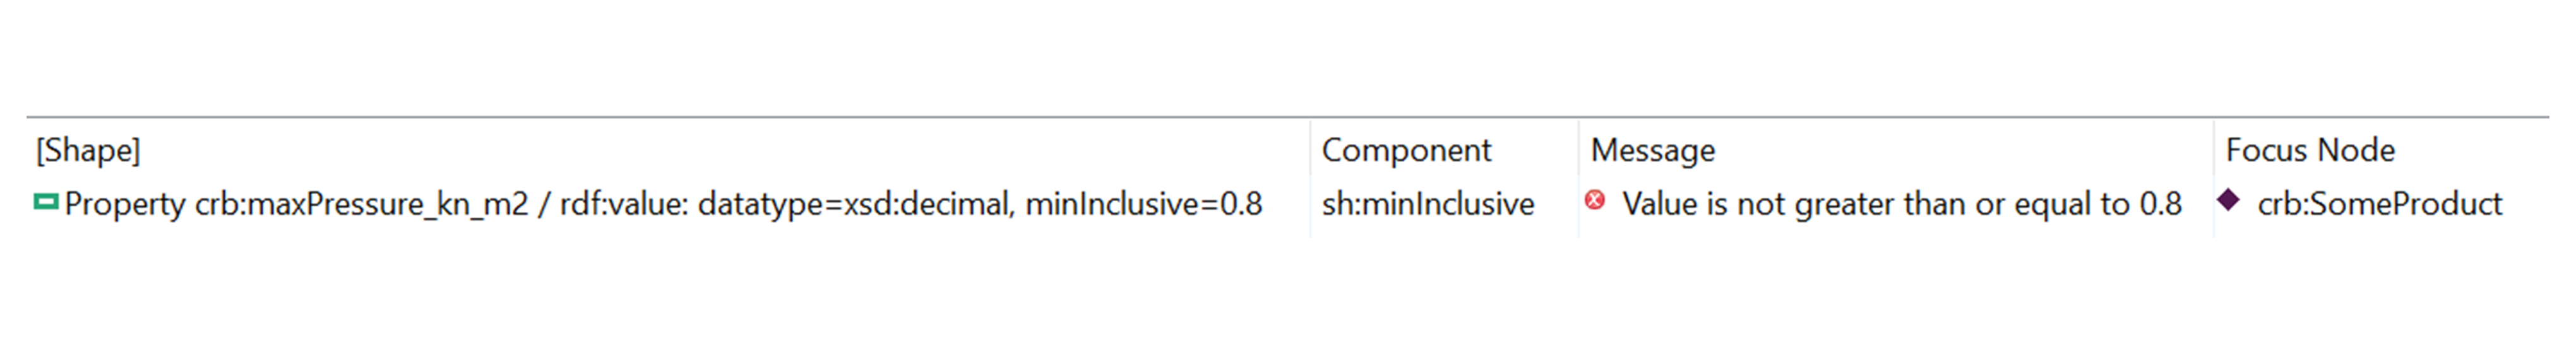 [Shape] Component Message Focus Node
Property crb:maxPressure_kn_m2 / rdf:value: datatype=xsd:decimal, minInclusive=0.8 sh:minInclusive Value is not greater than or equal to 0.8 crb:SomeProduct